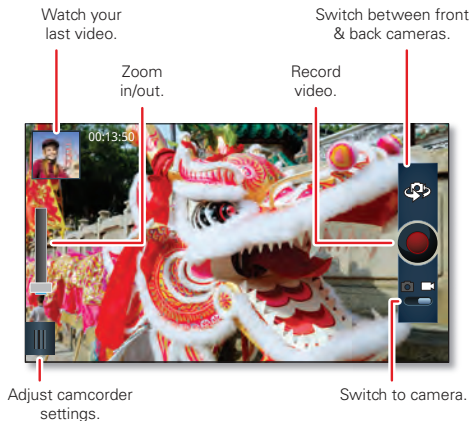 Watch your
last video.
Switch between front
& back cameras.
Zoom
in/out.
Record
video.
00:13:50
Adjust camcorder
settings.
Switch to camera.